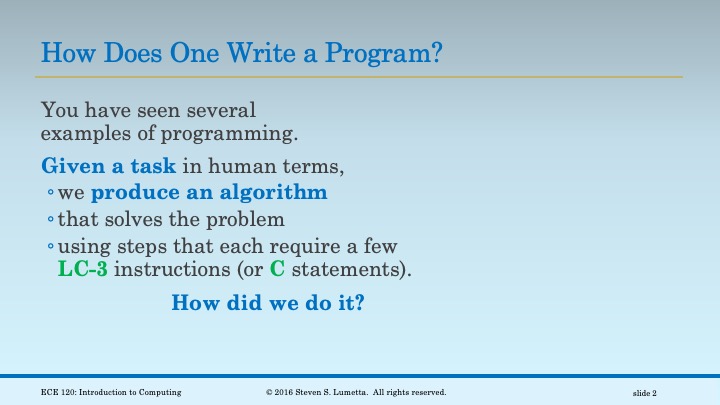 How Does One Write a Program?
You have seen several
examples of programming.
Given a task in human terms,
◦we produce an algorithm
◦that solves the problem
◦using steps that each require a few
LC-3 instructions (or C statements).
How did we do it?
ECE 120: Introduction to Computing
© 2016 Steven S. Lumetta. All rights reserved.
slide 2